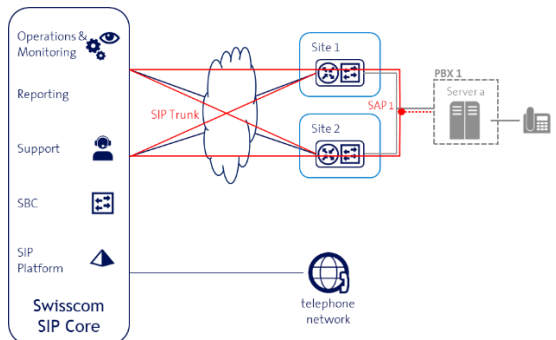 Operations &
Monitoring
Reporting
Support
SBC
SIP
Platform
Swisscom
SIP Core
SIP Trunk
Site 1
Site 2
SAP 1
PBX 1
Server a
telephone
network